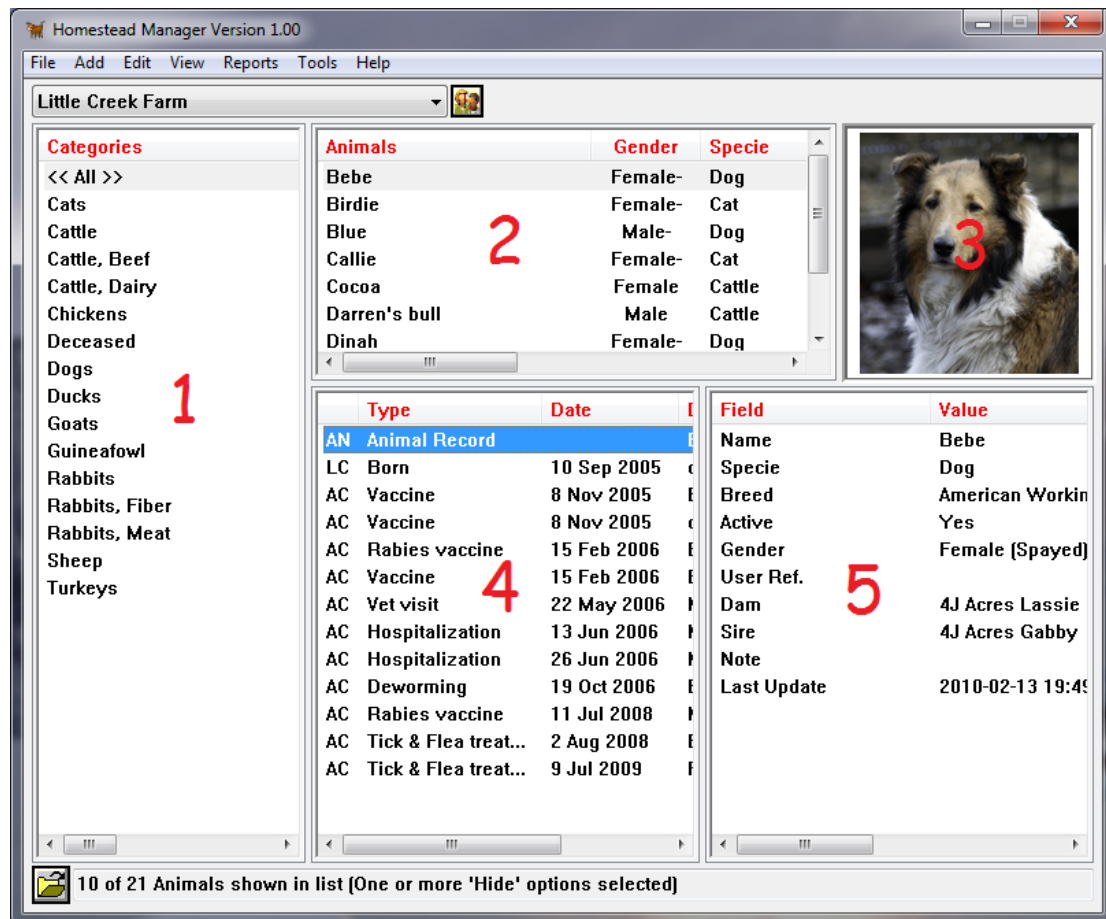 Homestead Manager Version 1.00
File Add Edit View Reports Tools Help
Little Creek Farm
Categories
<< All >>
Cats
Cattle
Cattle, Beef
Cattle, Dairy
Chickens
Deceased
Dogs
Ducks
Goats
Guineafowl
Rabbits
Rabbits, Fiber
Rabbits, Meat
Sheep
Turkeys
1
Animals Gender Specie
Bebe Female- Dog
Birdie Female- Cat
Blue Male- Dog
Callie Female- Cat
Cocoa Female Cattle
Darren's bull Male Cattle
Dinah Female- Dog
2
3
Type Date
AN Animal Record
LC Born 10 Sep 2005
AC Vaccine 8 Nov 2005
AC Vaccine 8 Nov 2005
AC Rabies vaccine 15 Feb 2006
AC Vaccine 15 Feb 2006
AC Vet visit 22 May 2006
AC Hospitalization 13 Jun 2006
AC Hospitalization 26 Jun 2006
AC Deworming 19 Oct 2006
AC Rabies vaccine 11 Jul 2008
AC Tick & Flea treat... 2 Aug 2008
AC Tick & Flea treat... 9 Jul 2009
4
Field Value
Name Bebe
Specie Dog
Breed American Workin
Active Yes
Gender Female (Spayed)
User Ref.
Dam 4J Acres Lassie
Sire 4J Acres Gabby
Note
Last Update 2010-02-13 19:49
5
10 of 21 Animals shown in list (One or more 'Hide' options selected)